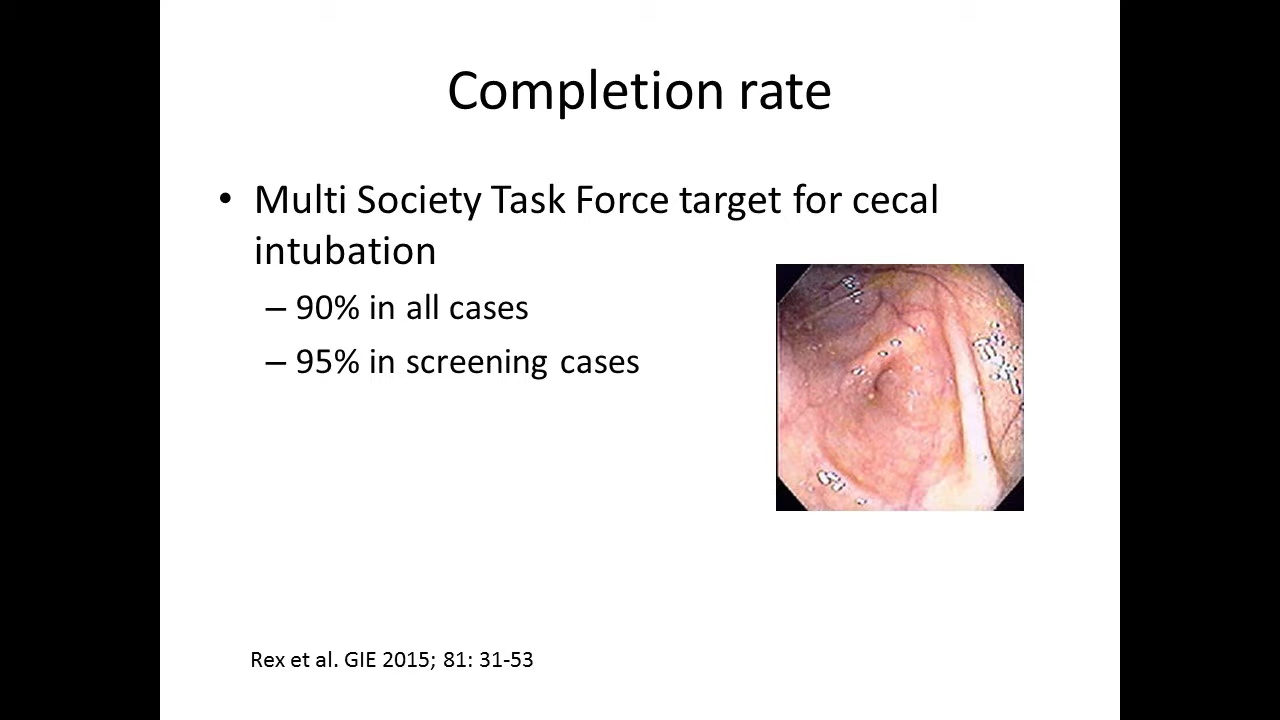 Completion rate
• Multi Society Task Force target for cecal
intubation
– 90% in all cases
– 95% in screening cases
Rex et al. GIE 2015; 81: 31-53